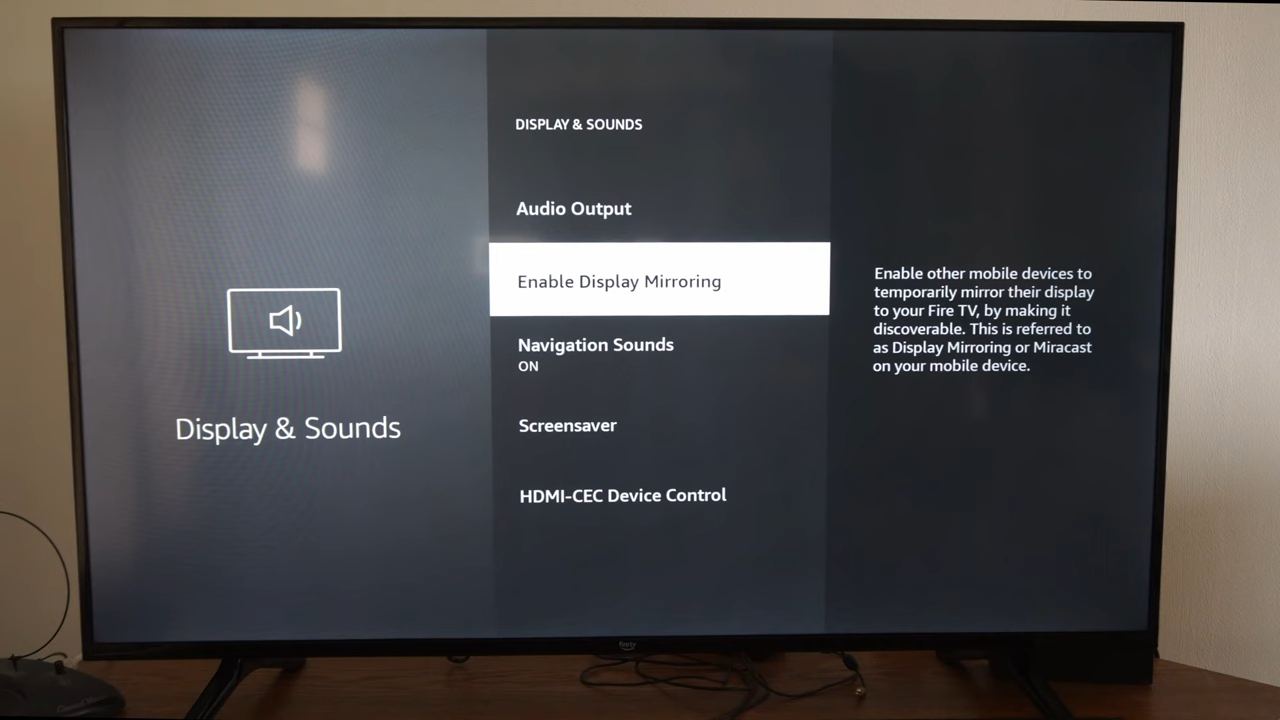 DISPLAY & SOUNDS
Audio Output
Enable Display Mirroring
Navigation Sounds
ON
Screensaver
HDMI-CEC Device Control
Display & Sounds
Enable other mobile devices to
temporarily mirror their display
to your Fire TV, by making it
discoverable. This is referred to
as Display Mirroring or Miracast
on your mobile device.
fire tv